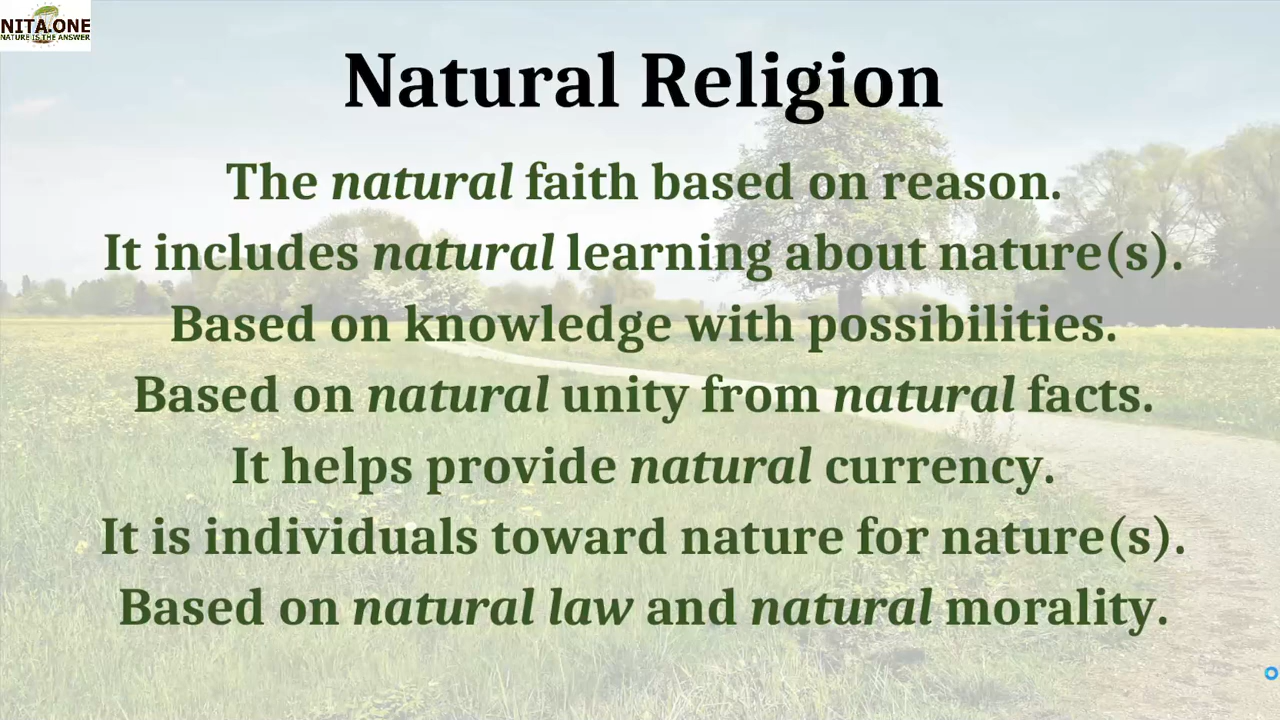 NITA.ONE
NATURE IS THE ANSWER
Natural Religion
The natural faith based on reason.
It includes natural learning about nature(s).
Based on knowledge with possibilities.
Based on natural unity from natural facts.
It helps provide natural currency.
It is individuals toward nature for nature(s).
Based on natural law and natural morality.